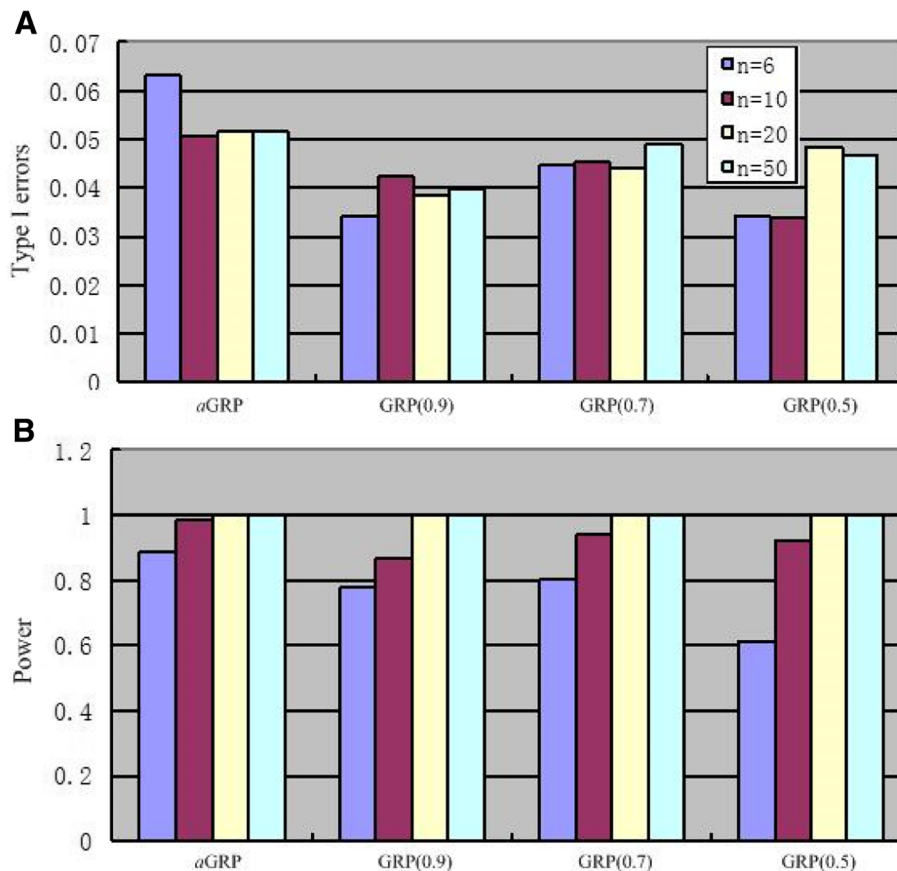 A
0.07
0.06
0.05
0.04
0.03
0.02
0.01
0
Type I errors
n=6
n=10
n=20
n=50
aGRP GRP(0.9) GRP(0.7) GRP(0.5)
B
1.2
1
0.8
0.6
0.4
0.2
0
Power
aGRP GRP(0.9) GRP(0.7) GRP(0.5)